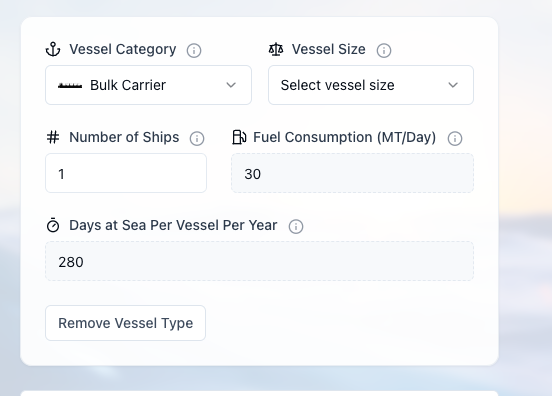 Vessel Category
Vessel Size
Bulk Carrier
Select vessel size
# Number of Ships
Fuel Consumption (MT/Day)
1
30
Days at Sea Per Vessel Per Year
280
Remove Vessel Type